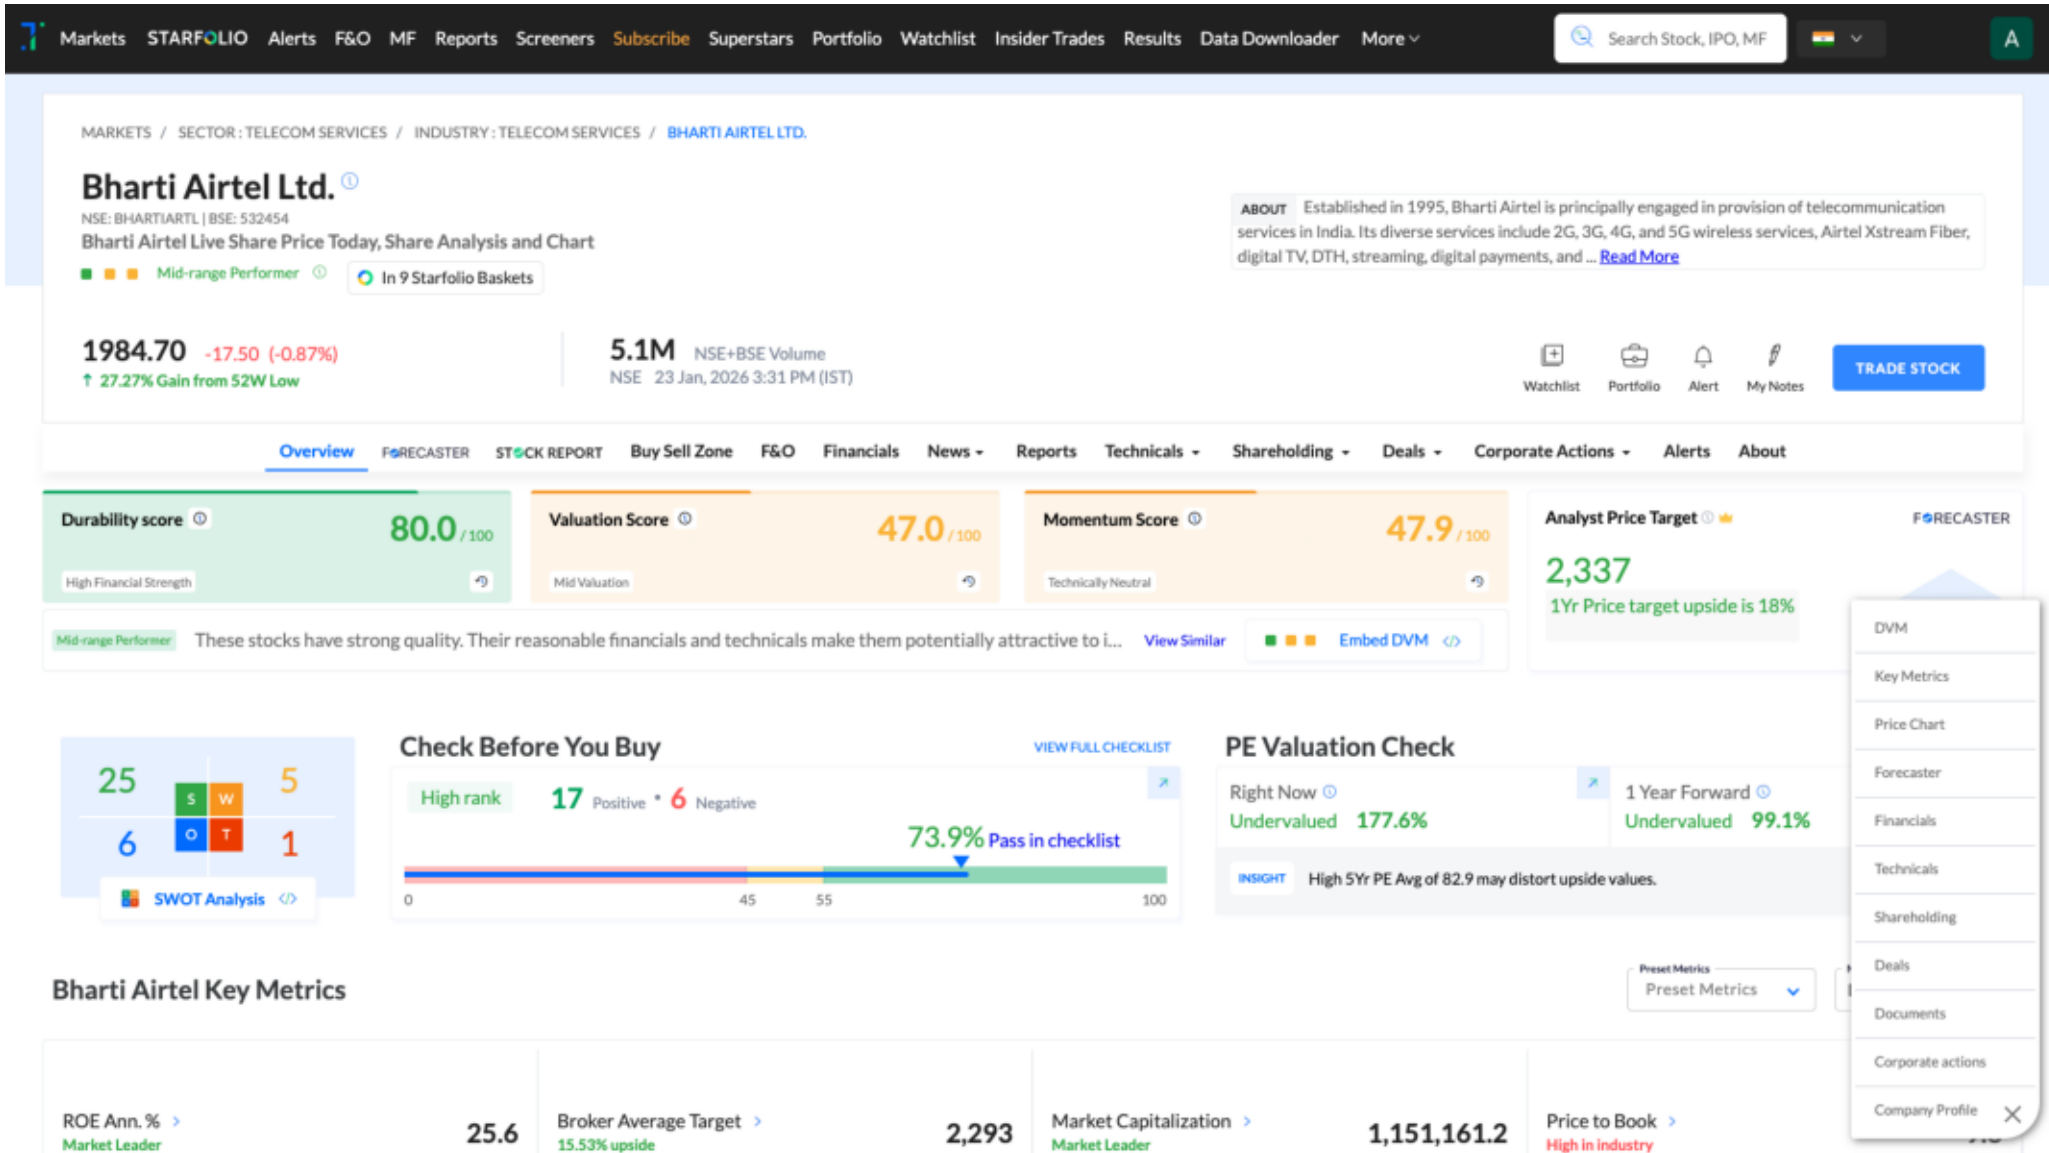 Markets STARFOLIO Alerts F&O MF Reports Screeners Subscribe Superstars Portfolio Watchlist Insider Trades Results Data Downloader More Search Stock, IPO, MF A
MARKETS / SECTOR : TELECOM SERVICES / INDUSTRY : TELECOM SERVICES / BHARTI AIRTEL LTD.
Bharti Airtel Ltd.
NSE: BHARTIARTL | BSE: 532454
Bharti Airtel Live Share Price Today, Share Analysis and Chart
Mid-range Performer In 9 Starfolio Baskets
ABOUT Established in 1995, Bharti Airtel is principally engaged in provision of telecommunication
services in India. Its diverse services include 2G, 3G, 4G, and 5G wireless services, Airtel Xstream Fiber,
digital TV, DTH, streaming, digital payments, and ... Read More
1984.70 -17.50 (-0.87%)
↑ 27.27% Gain from 52W Low
5.1M NSE+BSE Volume
NSE 23 Jan, 2026 3:31 PM (IST)
Watchlist Portfolio Alert My Notes TRADE STOCK
Overview FORECASTER STOCK REPORT Buy Sell Zone F&O Financials News Reports Technicals Shareholding Deals Corporate Actions Alerts About
Durability score 80.0 / 100
High Financial Strength
Valuation Score 47.0 / 100
Mid Valuation
Momentum Score 47.9 / 100
Technically Neutral
Analyst Price Target FORECASTER
2,337
1Yr Price target upside is 18%
Mid-range Performer These stocks have strong quality. Their reasonable financials and technicals make them potentially attractive to i... View Similar Embed DVM </>
25 S W 5
6 O T 1
SWOT Analysis </>
Check Before You Buy VIEW FULL CHECKLIST
High rank 17 Positive • 6 Negative
73.9% Pass in checklist
0 45 55 100
PE Valuation Check
Right Now
Undervalued 177.6%
1 Year Forward
Undervalued 99.1%
INSIGHT High 5Yr PE Avg of 82.9 may distort upside values.
Bharti Airtel Key Metrics
Preset Metrics
Preset Metrics
ROE Ann. % > 25.6
Market Leader
Broker Average Target > 2,293
15.53% upside
Market Capitalization > 1,151,161.2
Market Leader
Price to Book >
High in industry
DVM
Key Metrics
Price Chart
Forecaster
Financials
Technicals
Shareholding
Deals
Documents
Corporate actions
Company Profile